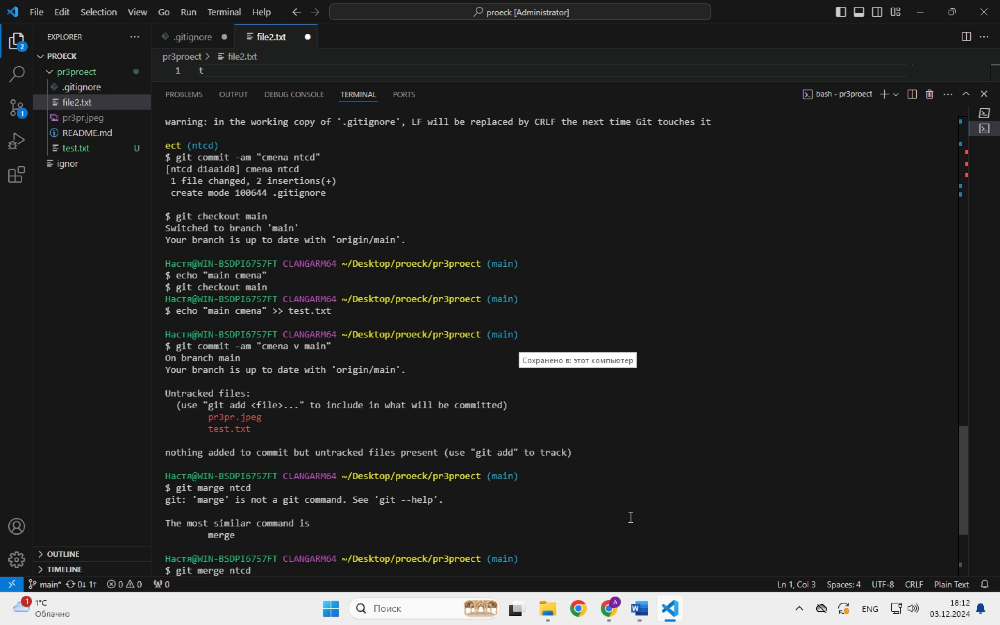 File Edit Selection View Go Run Terminal Help
proeck [Administrator]
EXPLORER
.gitignore
file2.txt
2
PROECK
pr3proect > file2.txt
pr3proect
1 t
.gitignore
file2.txt
PROBLEMS OUTPUT DEBUG CONSOLE TERMINAL PORTS
bash - pr3proect
1
pr3pr.jpeg
README.md
test.txt U
ignor
warning: in the working copy of '.gitignore', LF will be replaced by CRLF the next time Git touches it
ect (ntcd)
$ git commit -am "cmena ntcd"
[ntcd d1aa1d8] cmena ntcd
1 file changed, 2 insertions(+)
create mode 100644 .gitignore
$ git checkout main
Switched to branch 'main'
Your branch is up to date with 'origin/main'.
Настя@WIN-BSDPI6757FT CLANGARM64 ~/Desktop/proeck/pr3proect (main)
$ echo "main cmena"
$ git checkout main
Настя@WIN-BSDPI6757FT CLANGARM64 ~/Desktop/proeck/pr3proect (main)
$ echo "main cmena" >> test.txt
Настя@WIN-BSDPI6757FT CLANGARM64 ~/Desktop/proeck/pr3proect (main)
$ git commit -am "cmena v main"
On branch main
Your branch is up to date with 'origin/main'.
Сохранено в: этот компьютер
Untracked files:
(use "git add <file>..." to include in what will be committed)
pr3pr.jpeg
test.txt
nothing added to commit but untracked files present (use "git add" to track)
Настя@WIN-BSDPI6757FT CLANGARM64 ~/Desktop/proeck/pr3proect (main)
$ git marge ntcd
git: 'marge' is not a git command. See 'git --help'.
The most similar command is
merge
Настя@WIN-BSDPI6757FT CLANGARM64 ~/Desktop/proeck/pr3proect (main)
$ git merge ntcd
OUTLINE
TIMELINE
main* 0↓ 1↑ 0 0 0
Ln 1, Col 3 Spaces: 4 UTF-8 CRLF Plain Text
1 1°C
Облачно
Поиск
A
W
ENG
18:12
03.12.2024